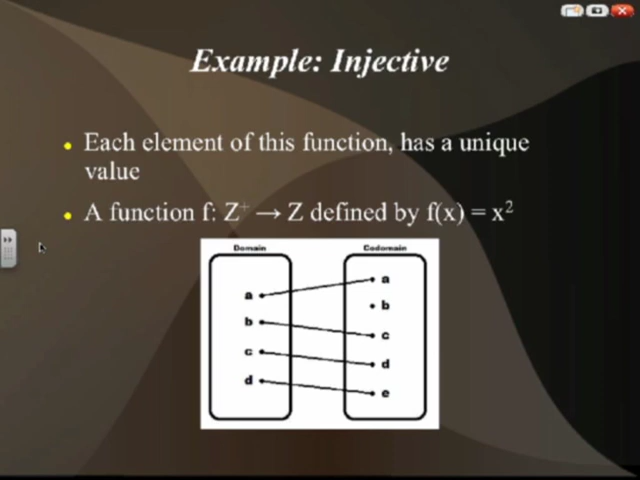 Example: Injective
Each element of this function, has a unique
value
A function f: Z⁺ → Z defined by f(x) = x²
Domain Codomain
a a
b
b c
c d
d e